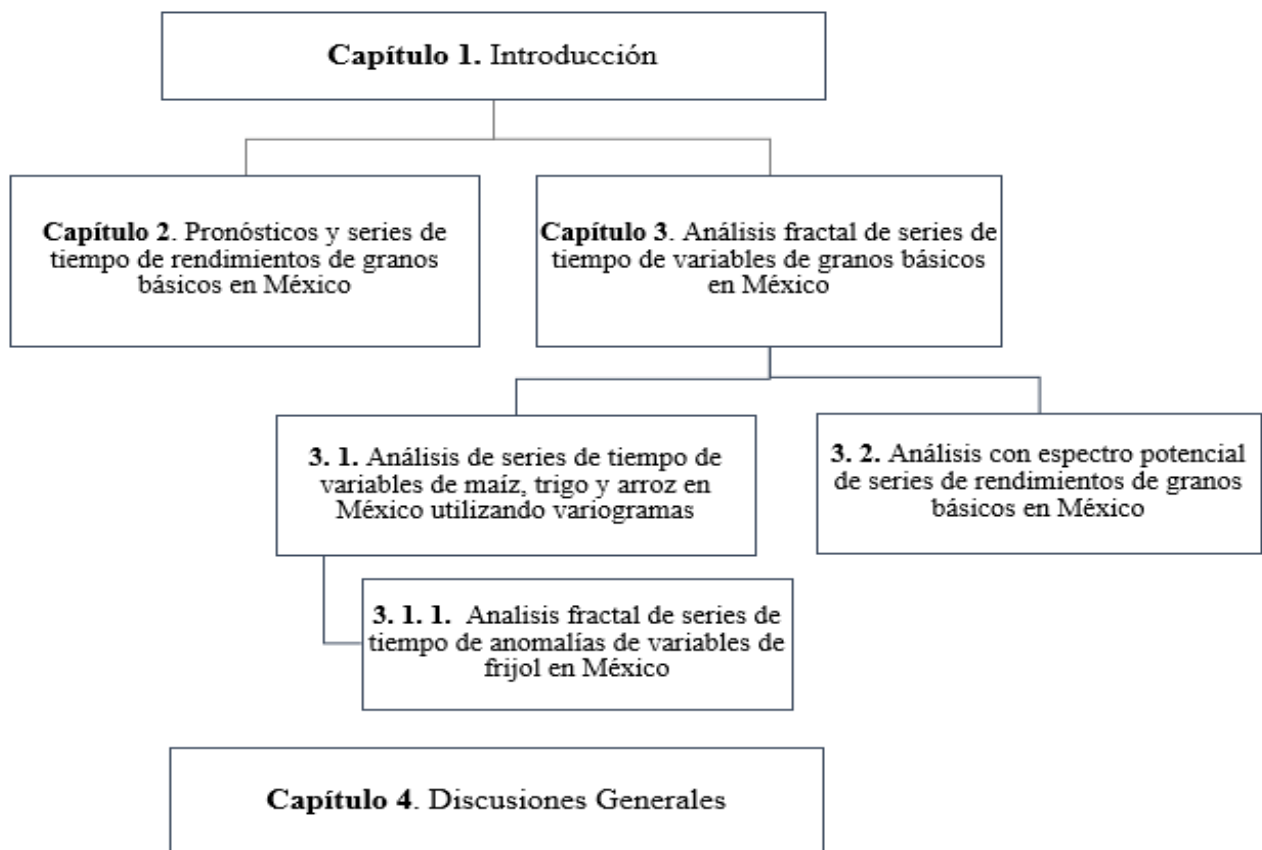 Capítulo 1. Introducción
Capítulo 2. Pronósticos y series de
tiempo de rendimientos de granos
básicos en México
Capítulo 3. Análisis fractal de series de
tiempo de variables de granos básicos
en México
3. 1. Análisis de series de tiempo de
variables de maíz, trigo y arroz en
México utilizando variogramas
3. 2. Análisis con espectro potencial
de series de rendimientos de granos
básicos en México
3. 1. 1. Analisis fractal de series de
tiempo de anomalías de variables de
frijol en México
Capítulo 4. Discusiones Generales